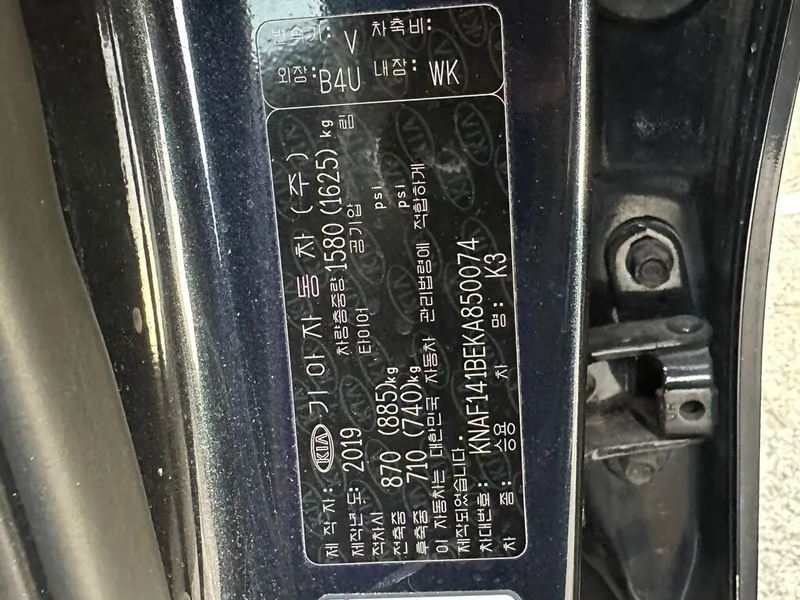 제 작 자: KIA 기 아 자 동 차 ( 주 )
제작년도: 2019 차량총중량 1580 (1625) kg
적차시 타이어 공기압
전축중 870 (885)kg psi
후축중 710 (740)kg psi
이 자동차는 대한민국 자동차 관리법령에 적합하게
제작되었습니다.
차대번호: KNAF141BEKA850074
차 종: 승용 차 명: K3
변속기: V 차축비:
외장: B4U 내장: WK